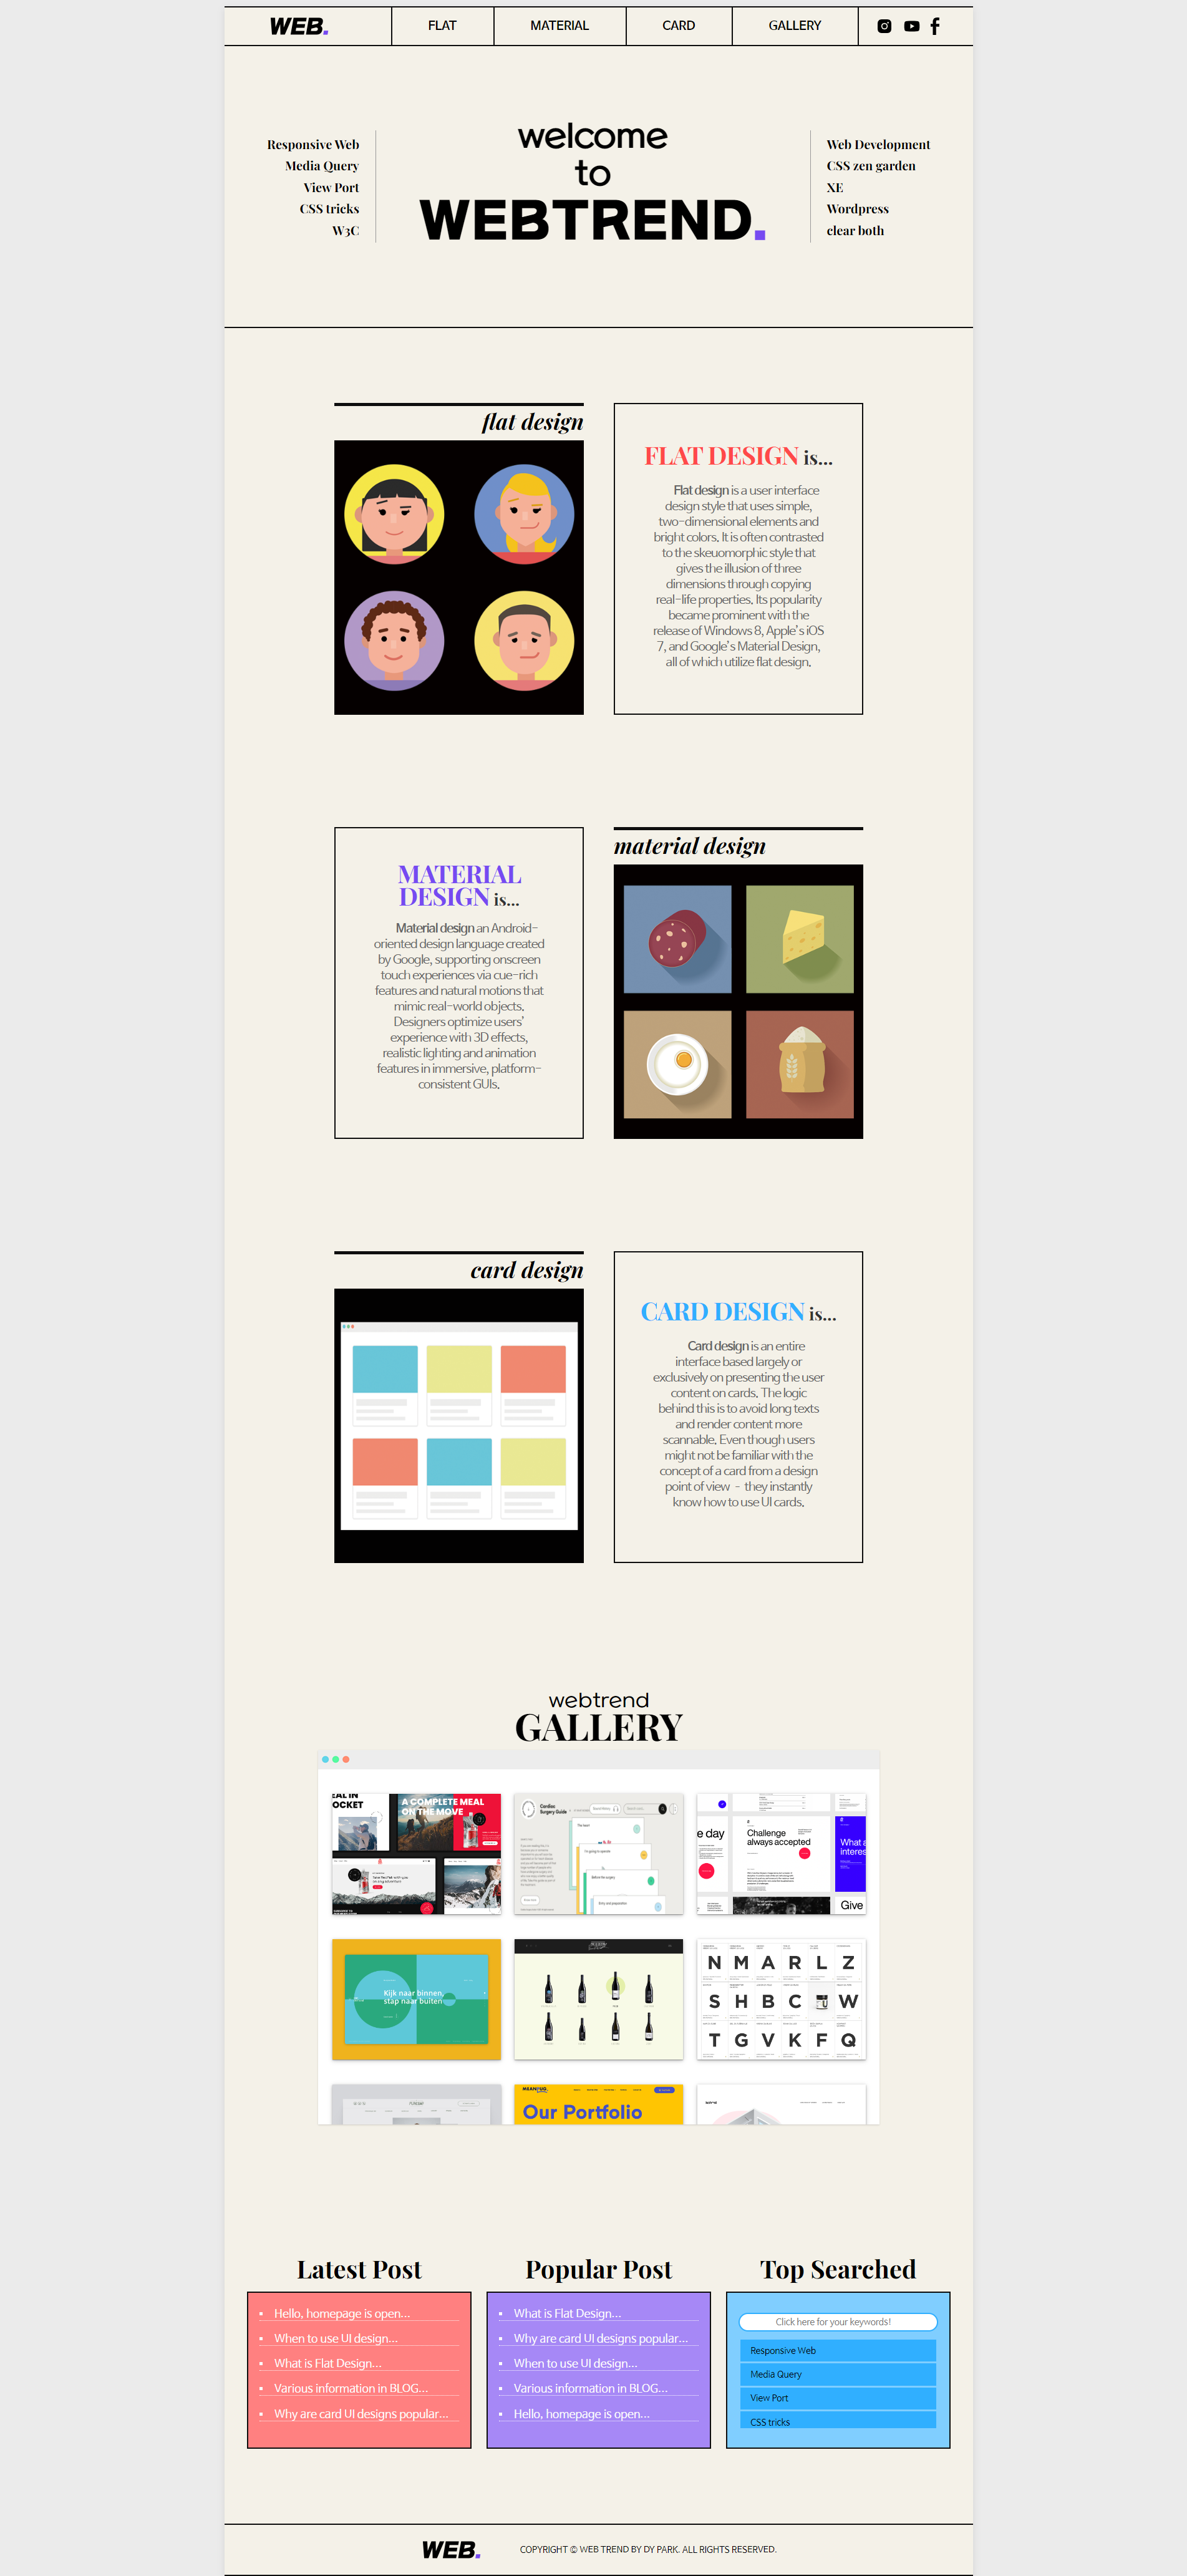 WEB.
FLAT
MATERIAL
CARD
GALLERY
Responsive Web
Media Query
View Port
CSS tricks
W3C
welcome
to
WEBTREND.
Web Development
CSS zen garden
XE
Wordpress
clear both
flat design
FLAT DESIGN is...
Flat design is a user interface
design style that uses simple,
two-dimensional elements and
bright colors. It is often contrasted
to the skeuomorphic style that
gives the illusion of three
dimensions through copying
real-life properties. Its popularity
became prominent with the
release of Windows 8, Apple's iOS
7, and Google's Material Design,
all of which utilize flat design.
MATERIAL
DESIGN is...
Material design an Android-
oriented design language created
by Google, supporting onscreen
touch experiences via cue-rich
features and natural motions that
mimic real-world objects.
Designers optimize users'
experience with 3D effects,
realistic lighting and animation
features in immersive, platform-
consistent GUIs.
material design
card design
CARD DESIGN is...
Card design is an entire
interface based largely or
exclusively on presenting the user
content on cards. The logic
behind this is to avoid long texts
and render content more
scannable. Even though users
might not be familiar with the
concept of a card from a design
point of view - they instantly
know how to use UI cards.
webtrend
GALLERY
A COMPLETE MEAL
ON THE MOVE
Cardiac
Surgery Guide
e day
Challenge
always accepted
What a
interes
Give
Kijk naar binnen,
stap naar buiten
N M A R L Z
S H B C U W
T G V K F Q
Our Portfolio
Latest Post
Hello, homepage is open...
When to use UI design...
What is Flat Design...
Various information in BLOG...
Why are card UI designs popular...
Popular Post
What is Flat Design...
Why are card UI designs popular...
When to use UI design...
Various information in BLOG...
Hello, homepage is open...
Top Searched
Click here for your keywords!
Responsive Web
Media Query
View Port
CSS tricks
WEB.
COPYRIGHT © WEB TREND BY DY PARK. ALL RIGHTS RESERVED.